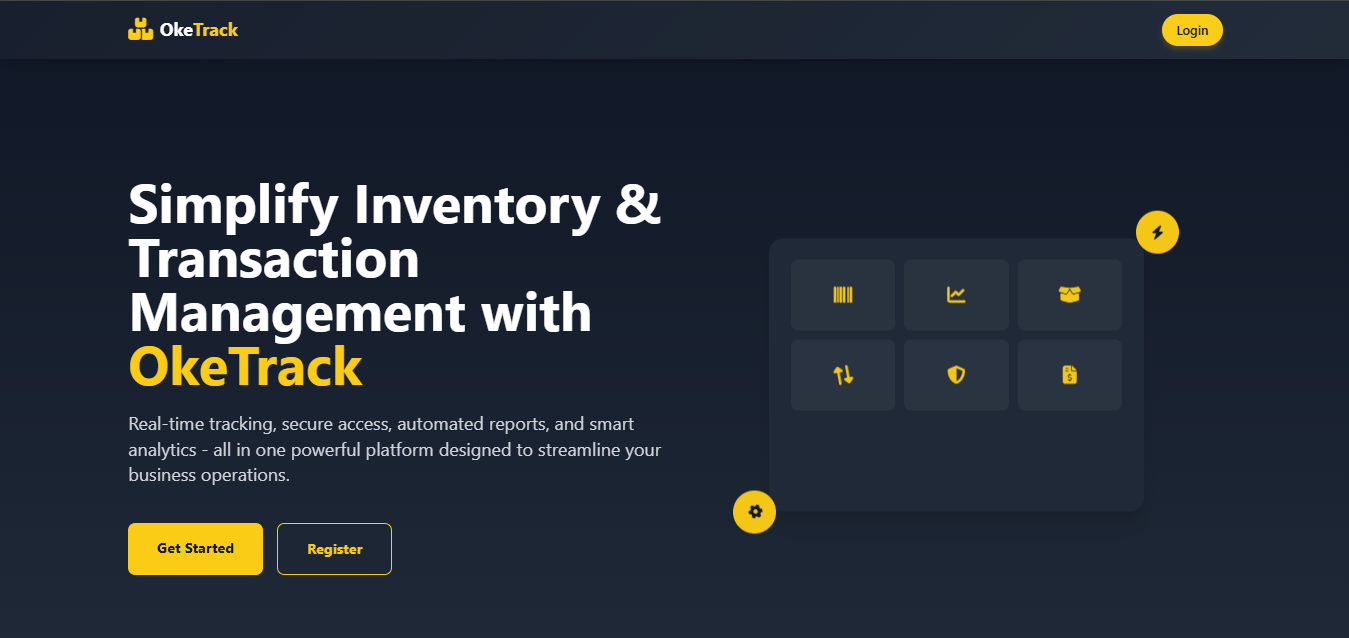 OkeTrack
Login
Simplify Inventory &
Transaction
Management with
OkeTrack
Real-time tracking, secure access, automated reports, and smart
analytics - all in one powerful platform designed to streamline your
business operations.
Get Started
Register